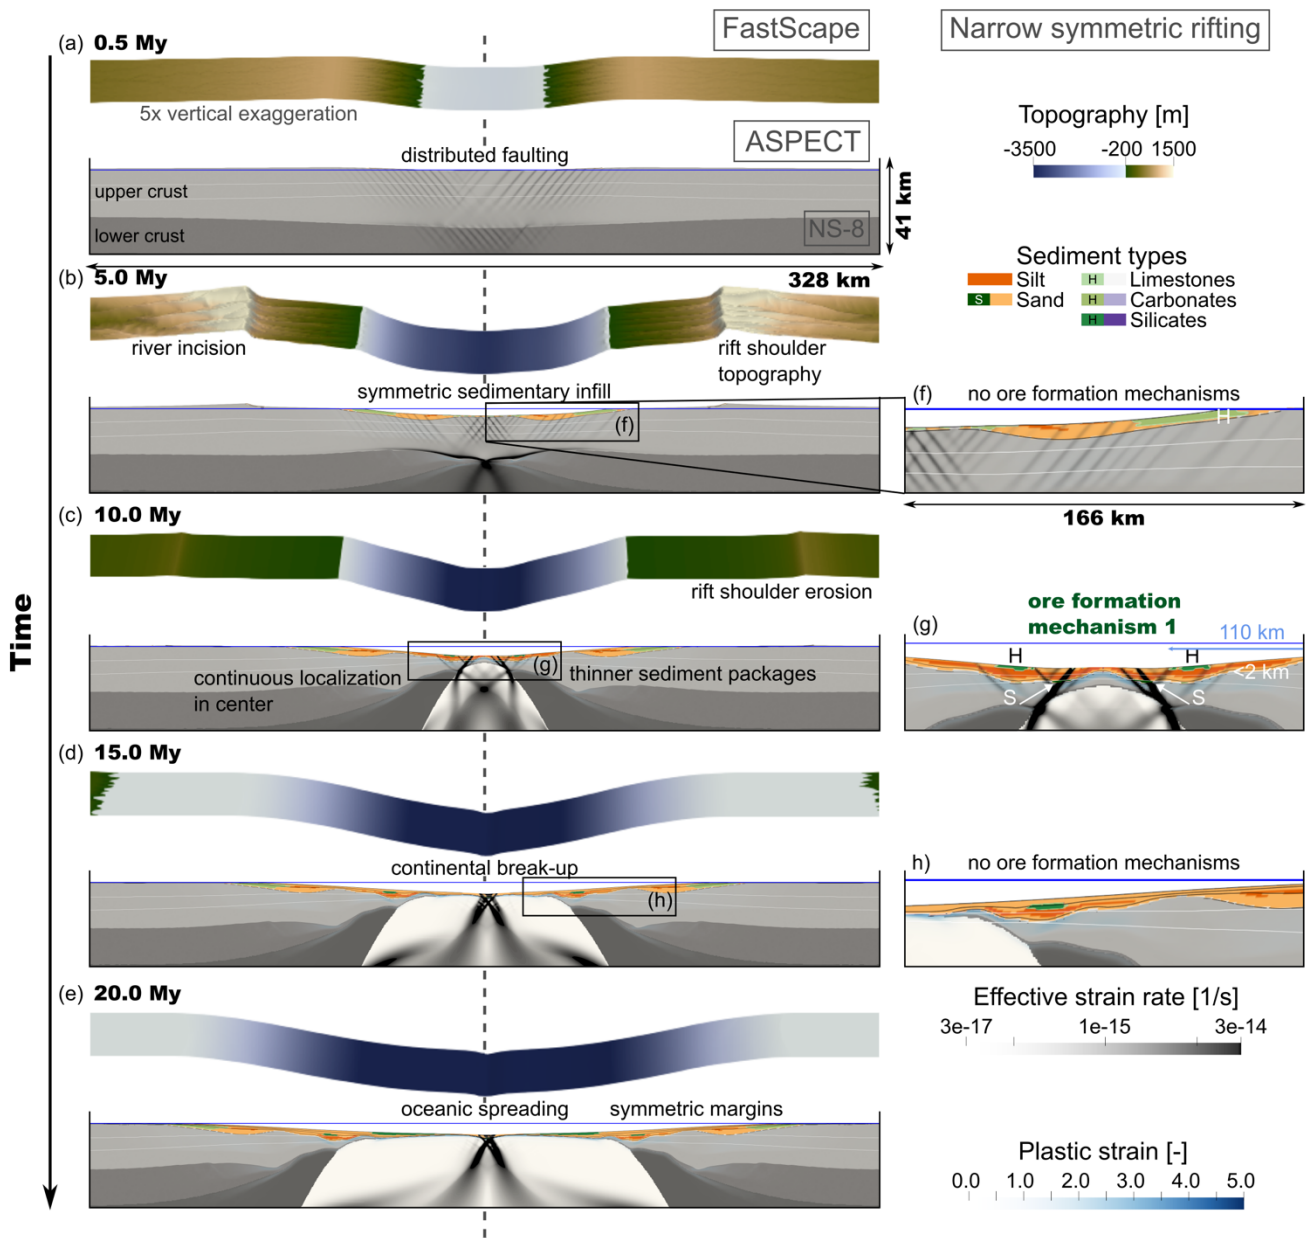 FastScape
Narrow symmetric rifting
(a) 0.5 My
5x vertical exaggeration
ASPECT
distributed faulting
upper crust
lower crust
NS-8
41 km
328 km
Topography [m]
-3500 -200 1500
Sediment types
Silt
H Limestones
S Sand
H Carbonates
H Silicates
(b) 5.0 My
river incision
rift shoulder
topography
symmetric sedimentary infill
(f)
(f) no ore formation mechanisms
H
166 km
(c) 10.0 My
rift shoulder erosion
continuous localization
in center
(g)
thinner sediment packages
ore formation
mechanism 1
(g)
110 km
H H
<2 km
S S
Time
(d) 15.0 My
continental break-up
(h)
h) no ore formation mechanisms
(e) 20.0 My
oceanic spreading
symmetric margins
Effective strain rate [1/s]
3e-17 1e-15 3e-14
Plastic strain [-]
0.0 1.0 2.0 3.0 4.0 5.0